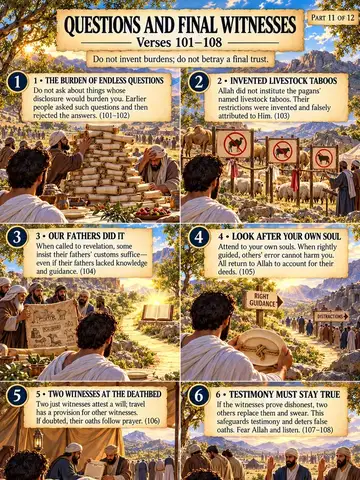 QUESTIONS AND FINAL WITNESSES
PART 11 OF 12
Verses 101–108
Do not invent burdens; do not betray a final trust.
1
1 • THE BURDEN OF ENDLESS QUESTIONS
Do not ask about things whose
disclosure would burden you. Earlier
people asked such questions and then
rejected the answers. (101–102)
2
2 • INVENTED LIVESTOCK TABOOS
Allah did not institute the pagans'
named livestock taboos. Their
restrictions were invented and falsely
attributed to Him. (103)
3
3 • OUR FATHERS DID IT
When called to revelation, some
insist their fathers' customs suffice—
even if their fathers lacked knowledge
and guidance. (104)
4
4 • LOOK AFTER YOUR OWN SOUL
Attend to your own souls. When rightly
guided, others' error cannot harm you.
All return to Allah to account for their
deeds. (105)
RIGHT
GUIDANCE
DISTRACTIONS
5
5 • TWO WITNESSES AT THE DEATHBED
Two just witnesses attest a will; travel
has a provision for other witnesses.
If doubted, their oaths follow prayer. (106)
6
6 • TESTIMONY MUST STAY TRUE
If the witnesses prove dishonest, two
others replace them and swear. This
safeguards testimony and deters false
oaths. Fear Allah and listen. (107–108)